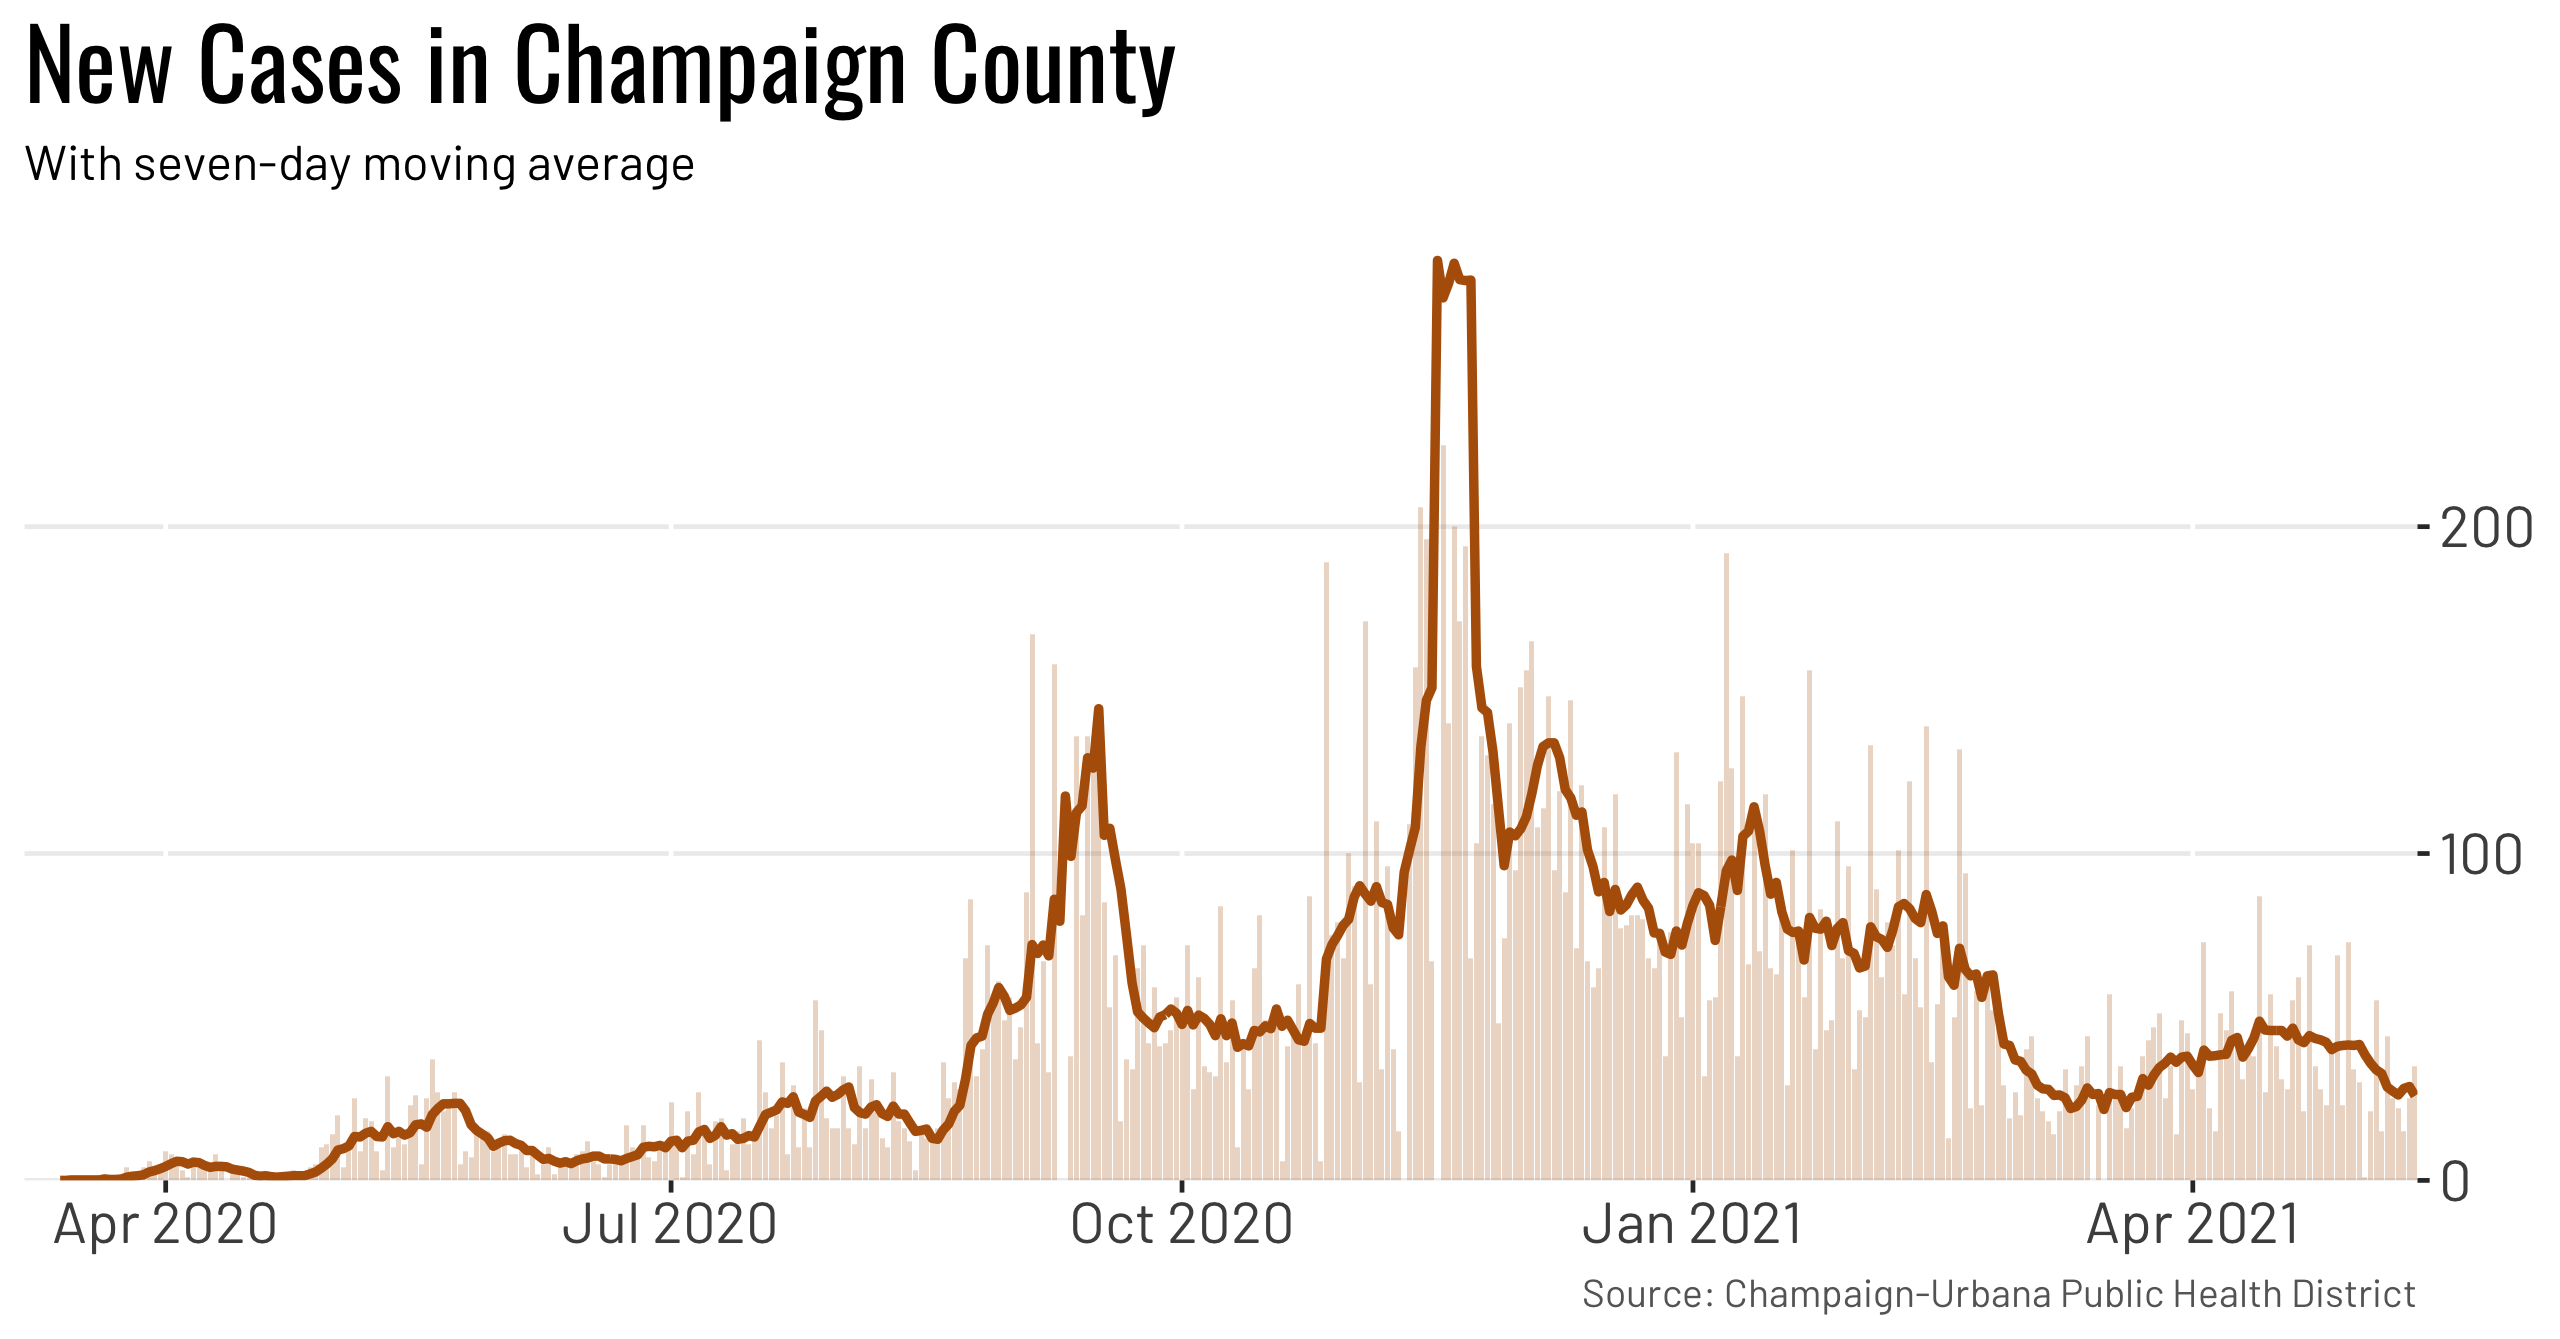 New Cases in Champaign County
With seven-day moving average
200
100
0
Apr 2020 Jul 2020 Oct 2020 Jan 2021 Apr 2021
Source: Champaign-Urbana Public Health District